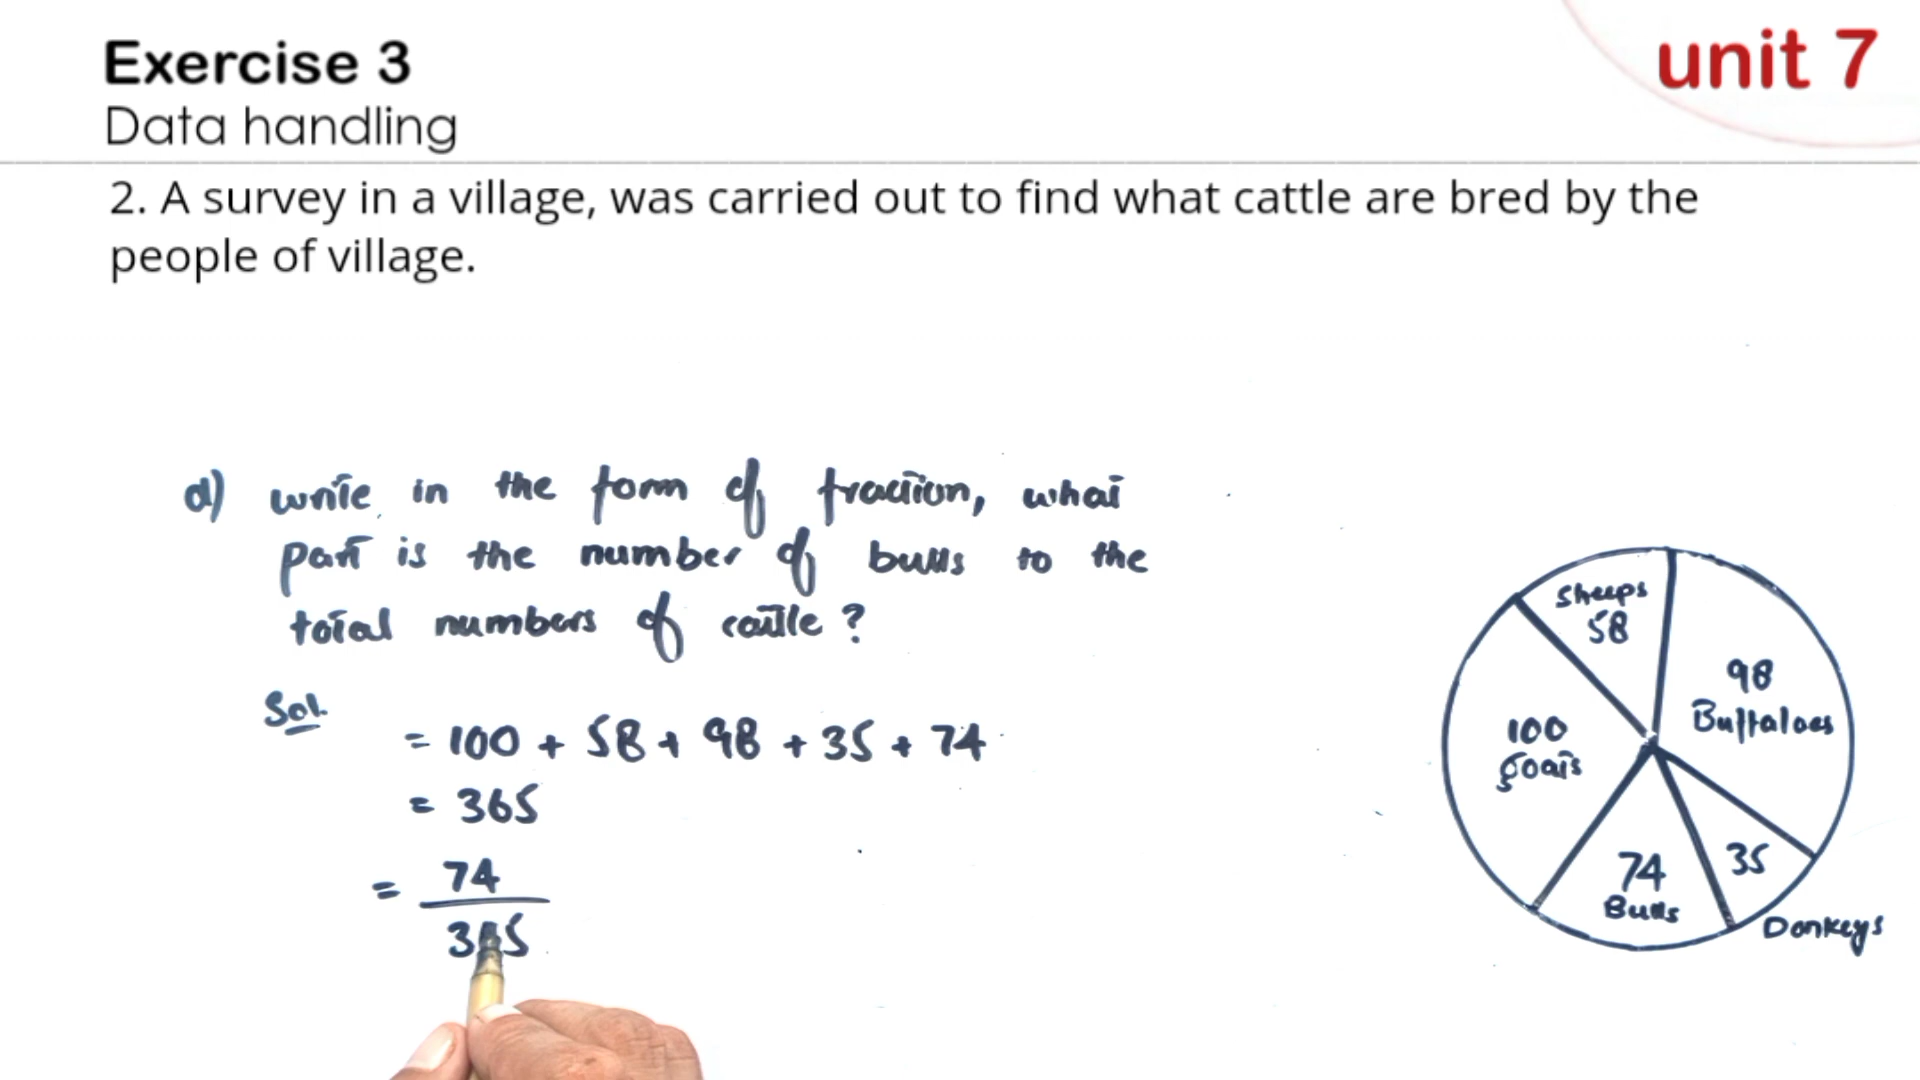 Exercise 3
unit 7
Data handling
2. A survey in a village, was carried out to find what cattle are bred by the
people of village.
d) write in the form of fraction, what
part is the number of bulls to the
total numbers of cattle ?
Sol.
= 100 + 58 + 98 + 35 + 74
= 365
= 74
365
Sheeps
58
98
Buffaloes
100
goats
74
Bulls
35
Donkeys